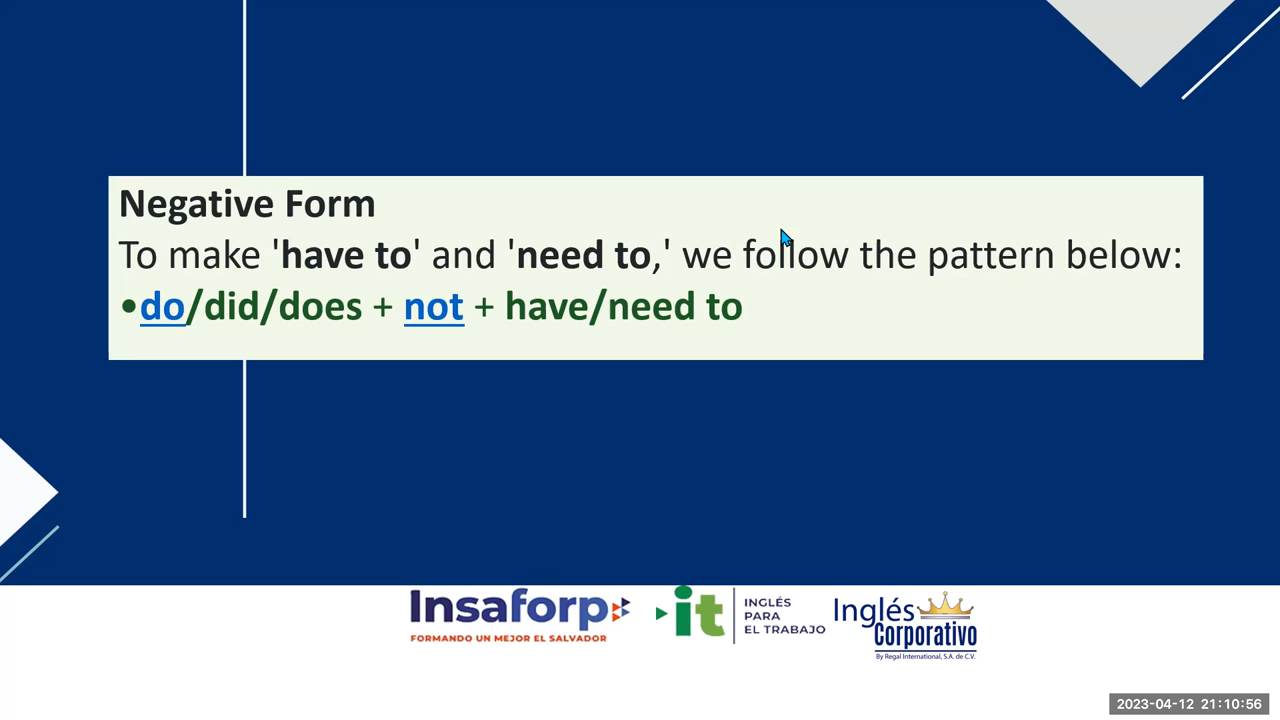 Negative Form
To make 'have to' and 'need to,' we follow the pattern below:
•do/did/does + not + have/need to
Insaforp
FORMANDO UN MEJOR EL SALVADOR
it
INGLÉS
PARA
EL TRABAJO
Inglés
Corporativo
By Regal International, S.A. de C.V.
2023-04-12 21:10:56